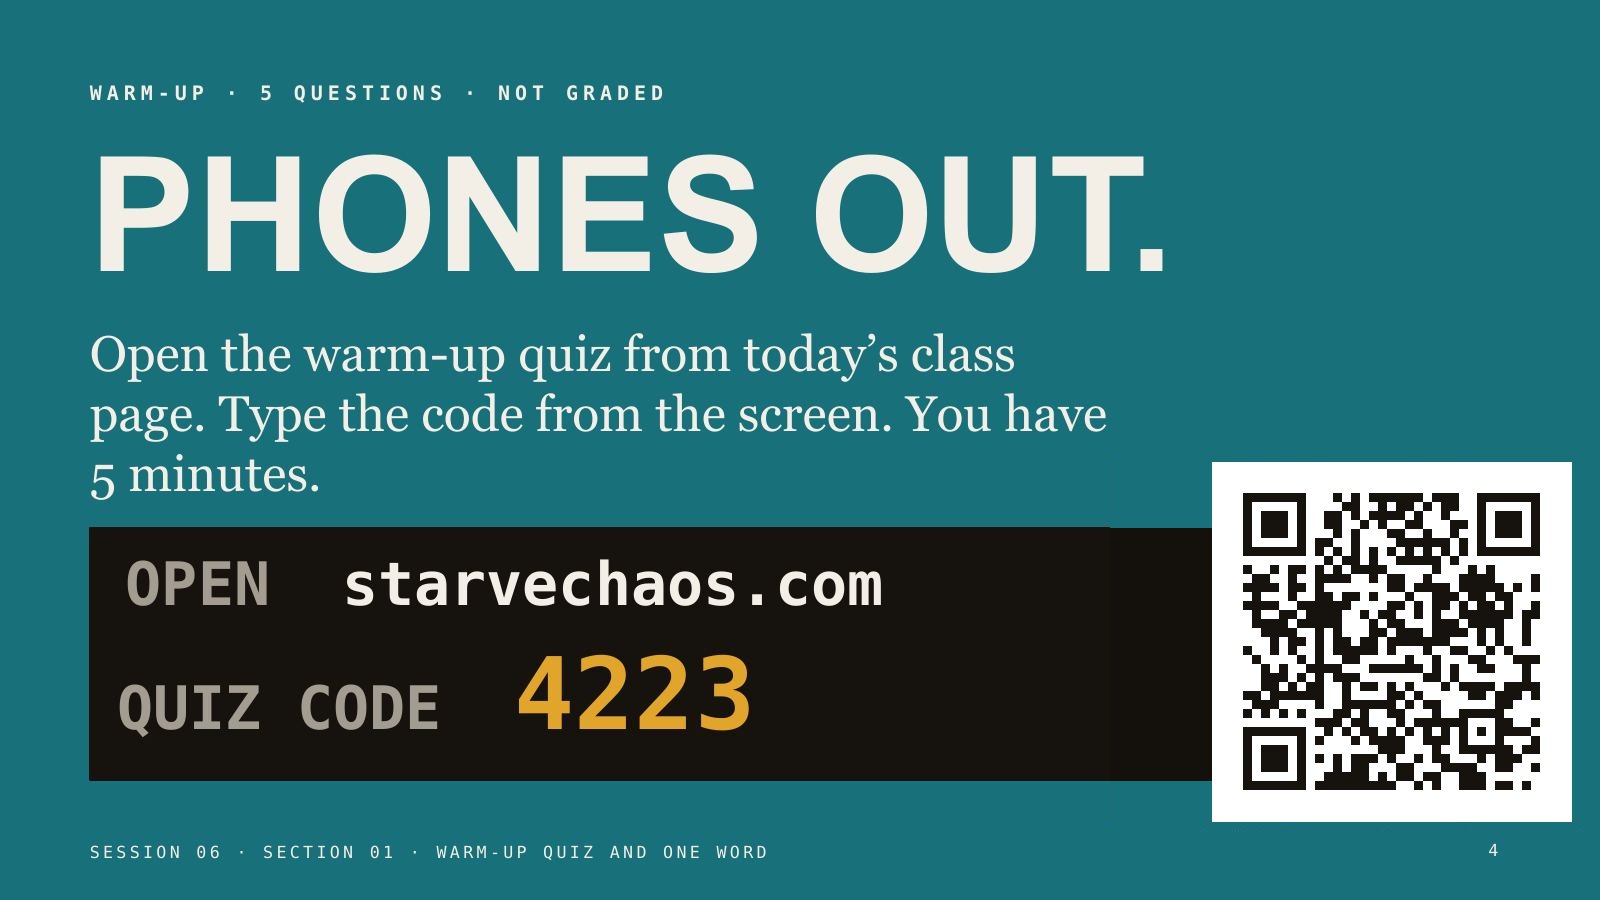 WARM-UP · 5 QUESTIONS · NOT GRADED
PHONES OUT.
Open the warm-up quiz from today’s class
page. Type the code from the screen. You have
5 minutes.
OPEN starvechaos.com
QUIZ CODE 4223
SESSION 06 · SECTION 01 · WARM-UP QUIZ AND ONE WORD
4